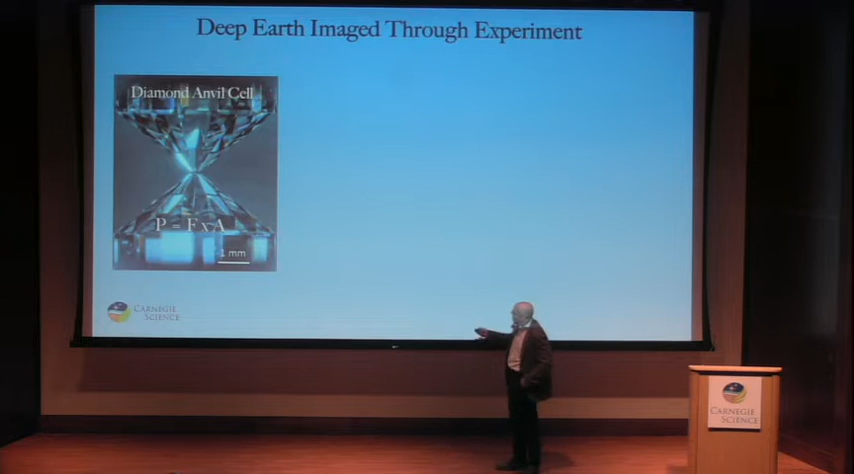 Deep Earth Imaged Through Experiment
Diamond Anvil Cell
P = F x A
1 mm
CARNEGIE
SCIENCE
CARNEGIE
SCIENCE